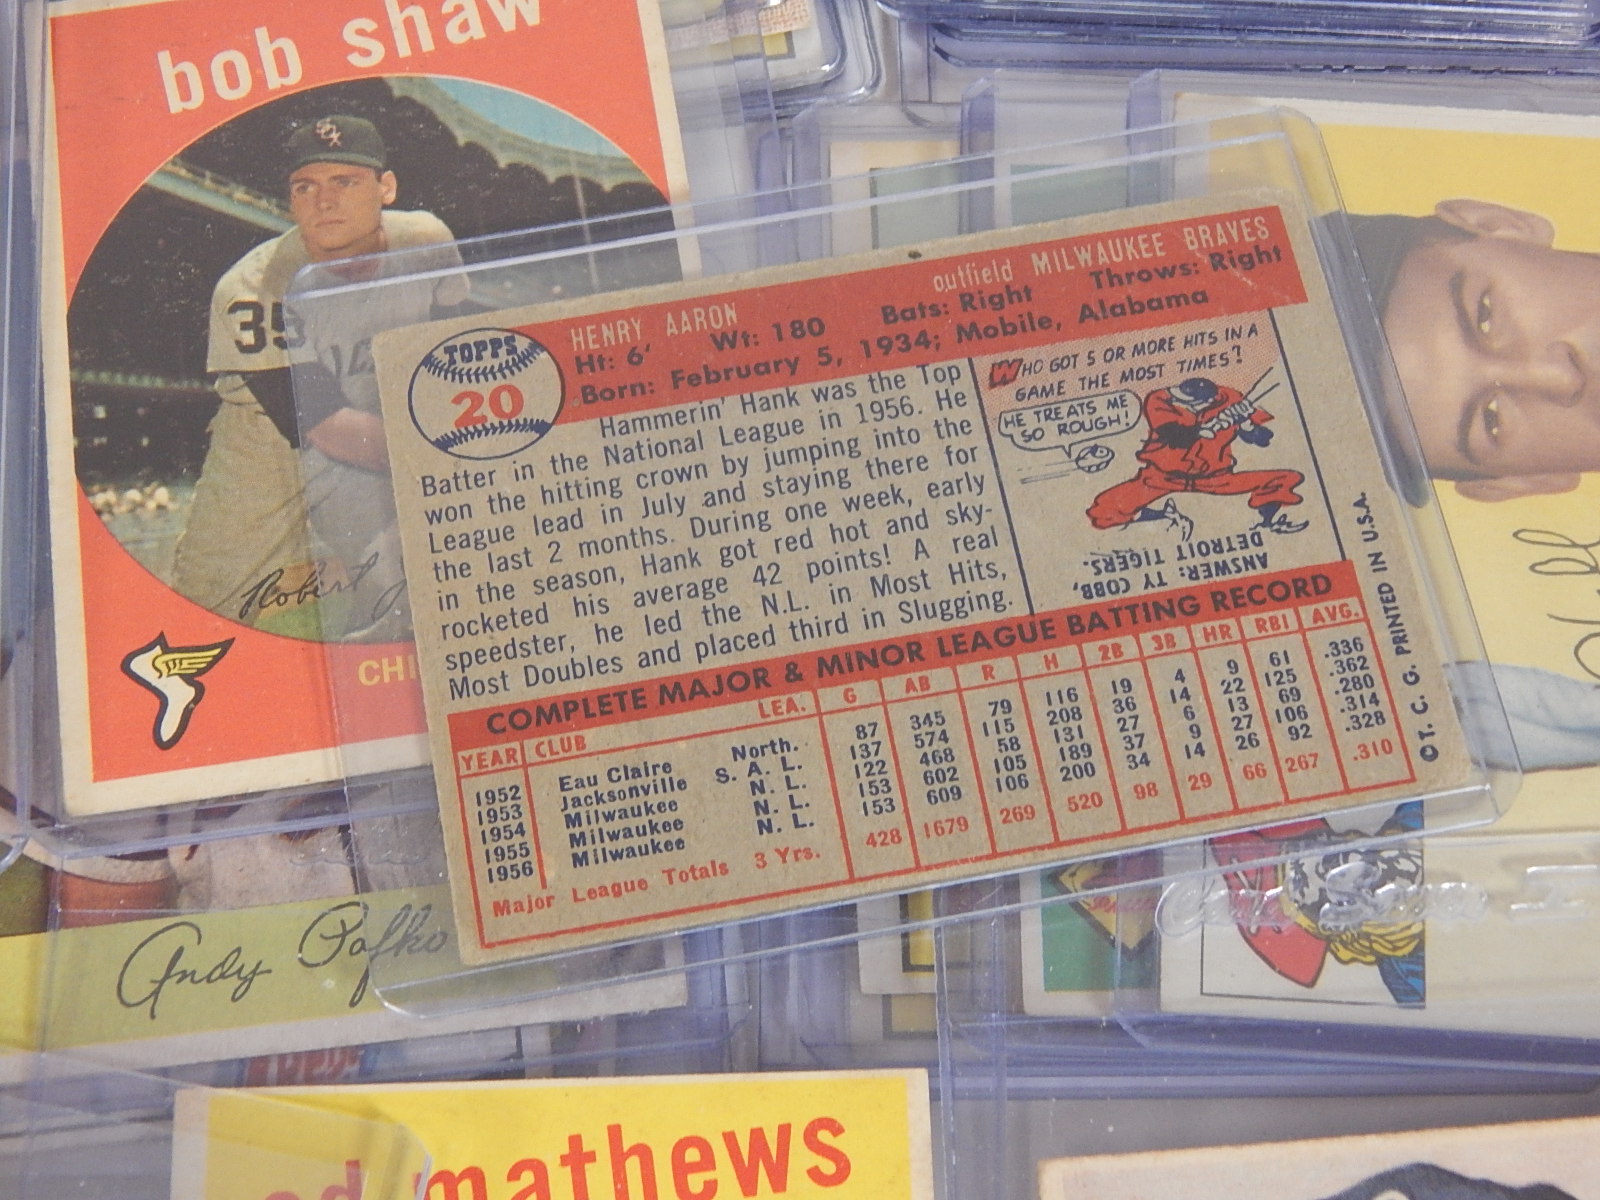 bob shaw
SOX
35
Robert
CHI
HENRY AARON
outfield MILWAUKEE BRAVES
Ht: 6' Wt: 180 Bats: Right Throws: Right
Born: February 5, 1934; Mobile, Alabama
TOPPS
20
Hammerin' Hank was the Top
Batter in the National League in 1956. He
won the hitting crown by jumping into the
League lead in July and staying there for
the last 2 months. During one week, early
in the season, Hank got red hot and sky-
rocketed his average 42 points! A real
speedster, he led the N.L. in Most Hits,
Most Doubles and placed third in Slugging.
WHO GOT 5 OR MORE HITS IN A
GAME THE MOST TIMES?
HE TREATS ME
SO ROUGH!
ANSWER: TY COBB,
DETROIT TIGERS.
COMPLETE MAJOR & MINOR LEAGUE BATTING RECORD
YEAR CLUB LEA. G AB R H 2B 3B HR RBI AVG.
1952 Eau Claire North. 87 345 79 116 19 4 9 61 .336
1953 Jacksonville S. A. L. 137 574 115 208 36 14 22 125 .362
1954 Milwaukee N. L. 122 468 58 131 27 6 13 69 .280
1955 Milwaukee N. L. 153 602 105 189 37 9 27 106 .314
1956 Milwaukee N. L. 153 609 106 200 34 14 26 92 .328
Major League Totals 3 Yrs. 428 1679 269 520 98 29 66 267 .310
©T. C. G. PRINTED IN U.S.A.
Andy Pafko
ed mathews